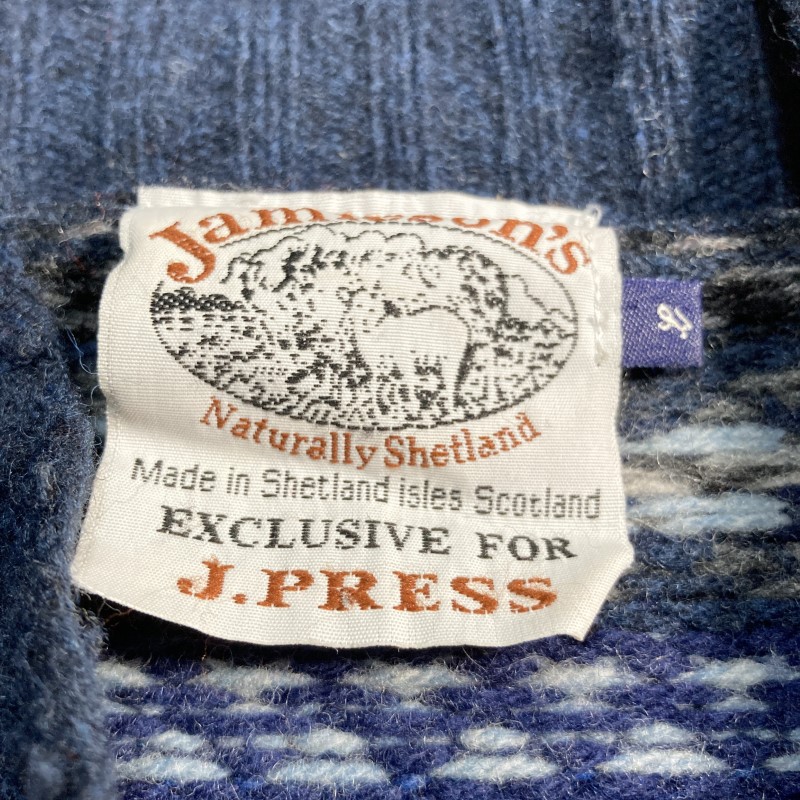 Jamieson's
Naturally Shetland
Made in Shetland isles Scotland
EXCLUSIVE FOR
J.PRESS